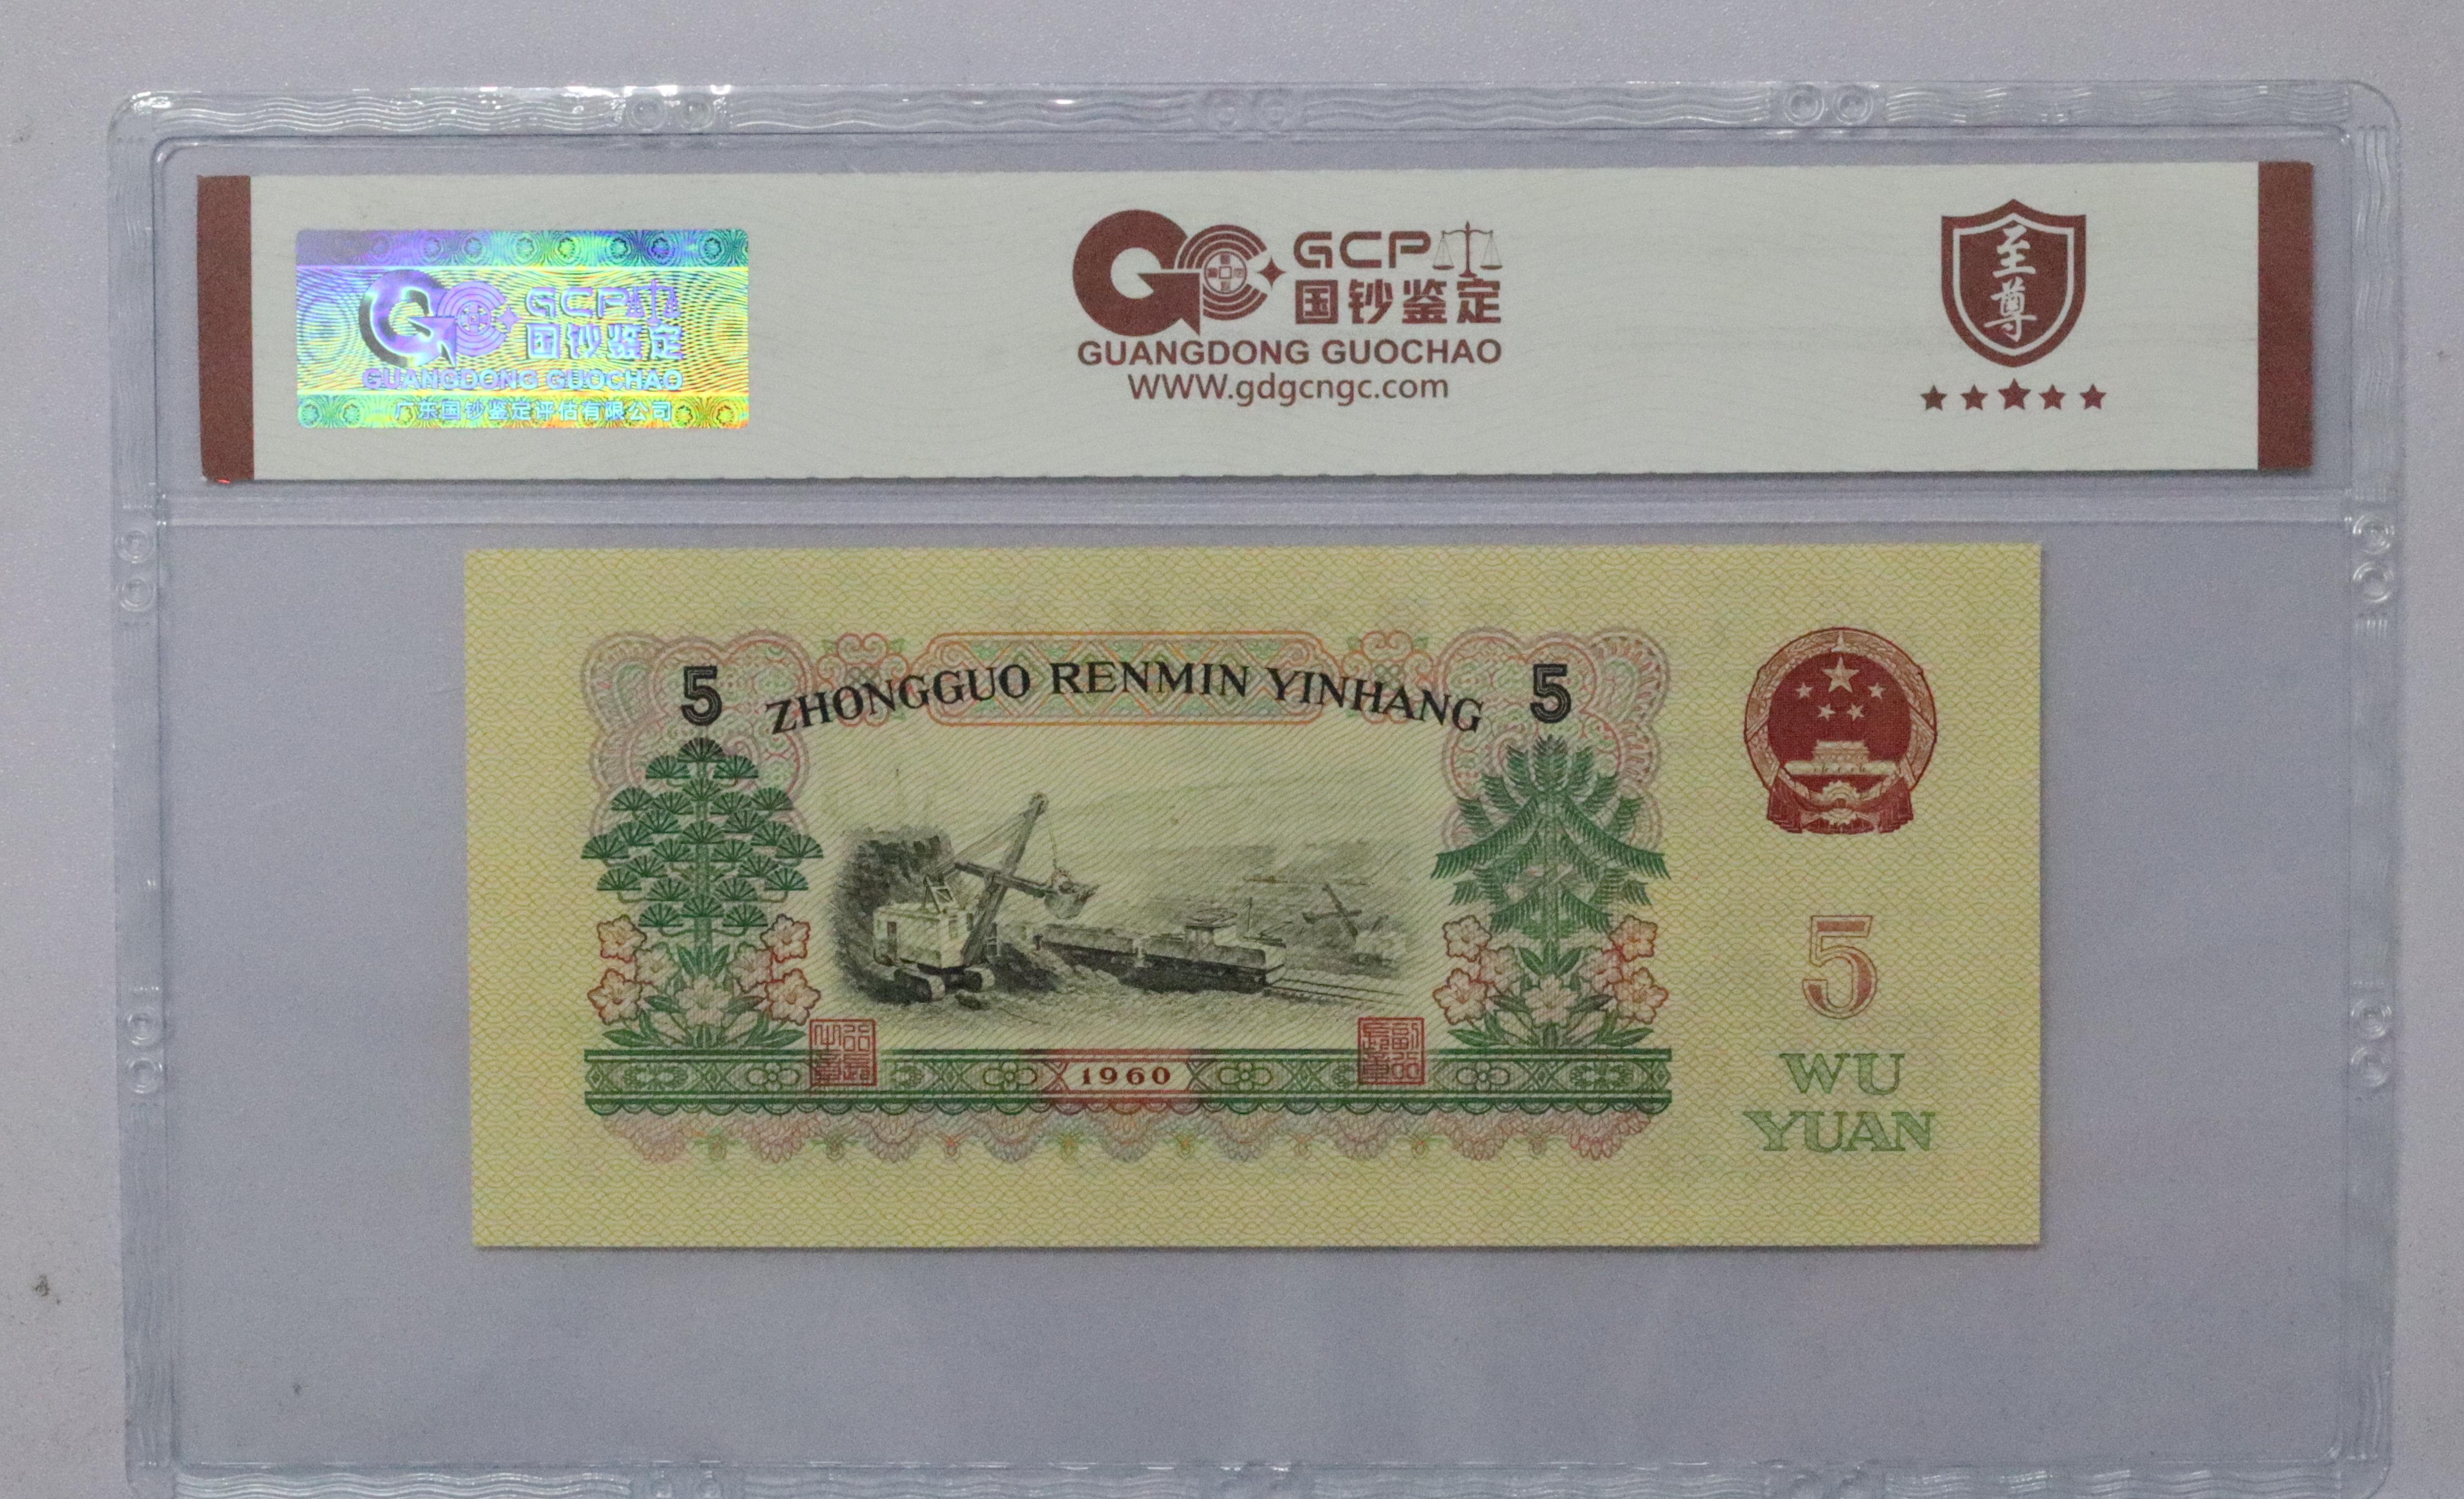 GCP
国钞鉴定
GUANGDONG GUOCHAO
广东国钞鉴定评估有限公司
GCP
国钞鉴定
GUANGDONG GUOCHAO
WWW.gdgcngc.com
至
尊
5 ZHONGGUO RENMIN YINHANG 5
5
WU
YUAN
1960